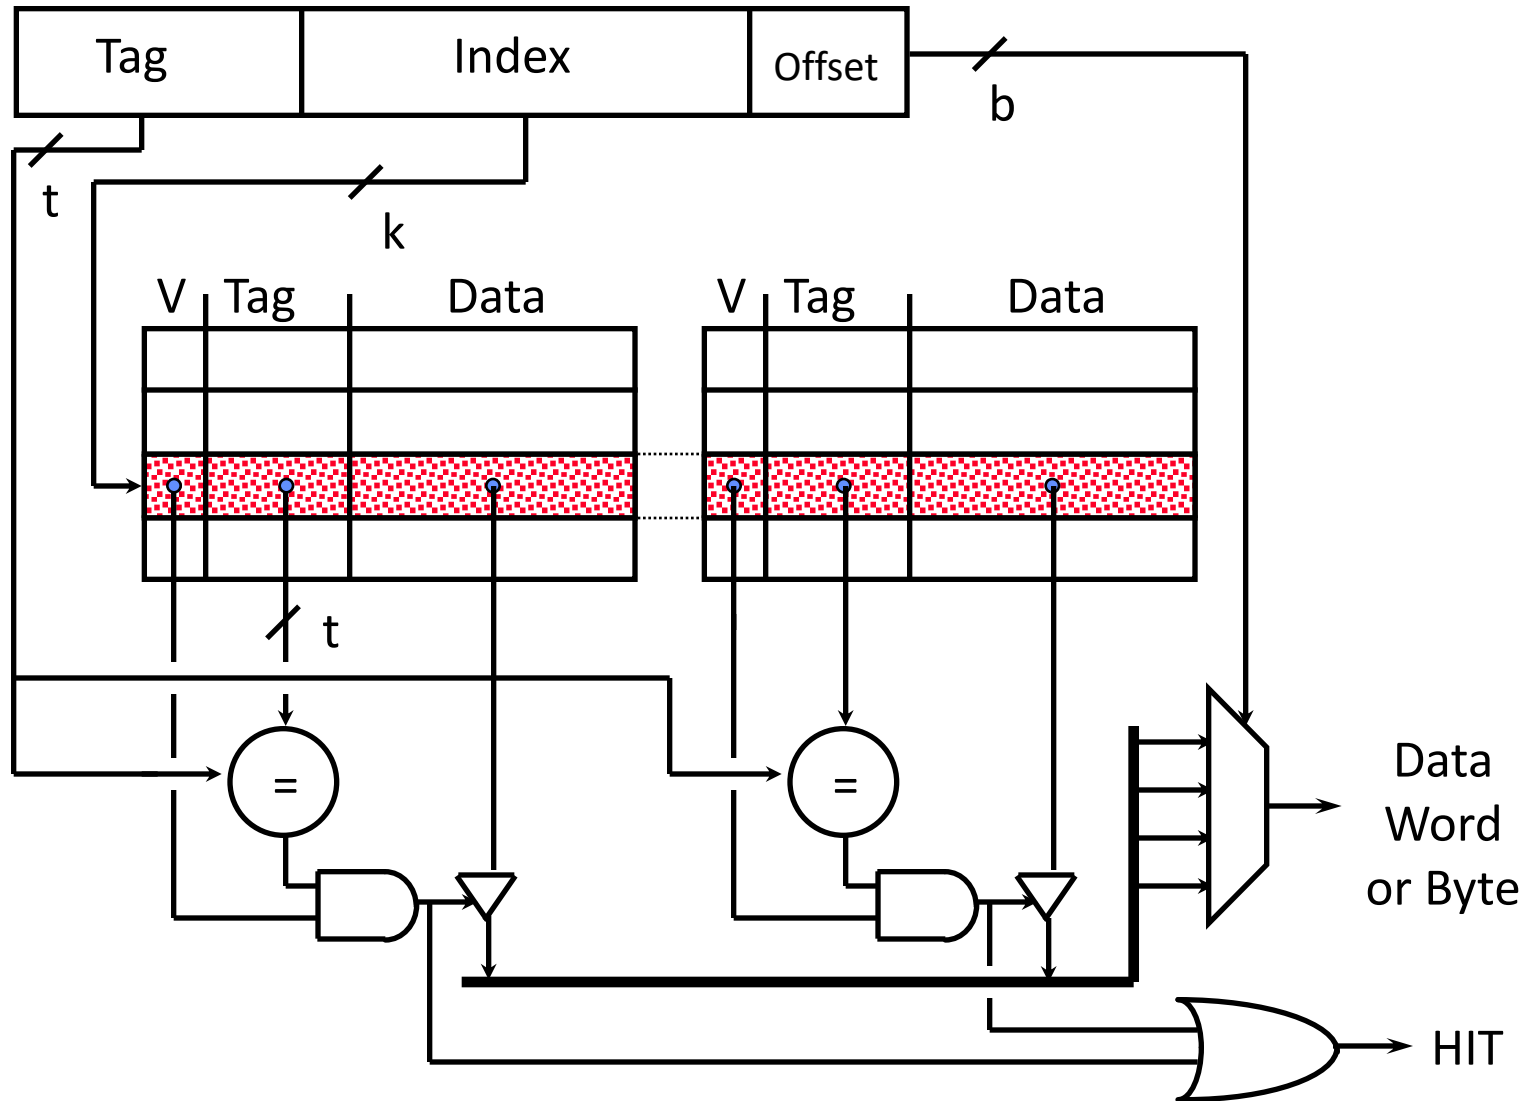 Tag Index Offset
b
t
k
V Tag Data V Tag Data
t
= =
Data
Word
or Byte
HIT